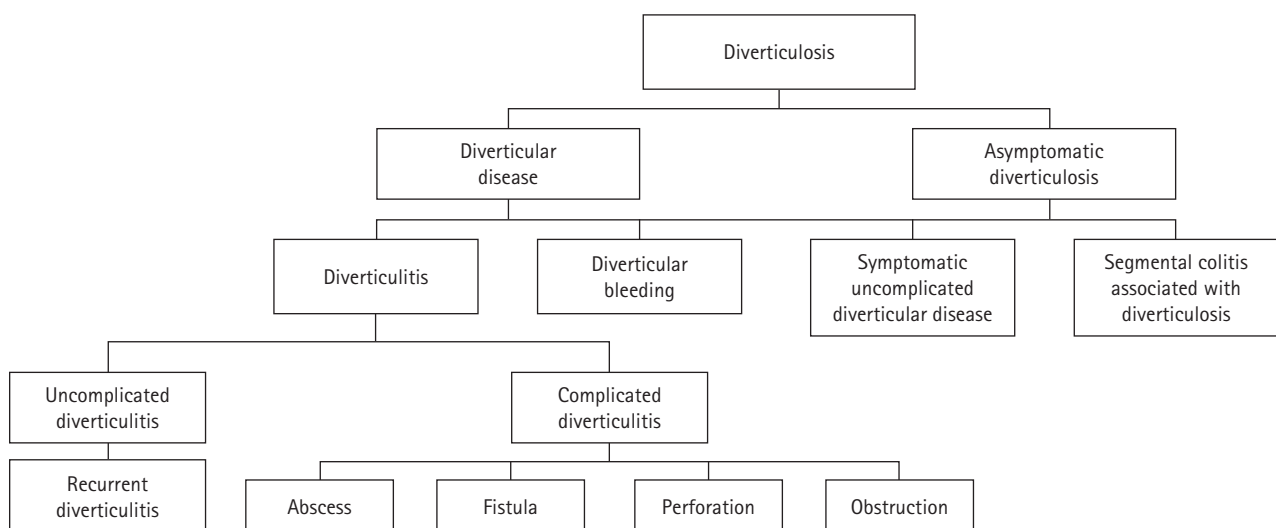 Diverticulosis
Diverticular
disease
Asymptomatic
diverticulosis
Diverticulitis
Diverticular
bleeding
Symptomatic
uncomplicated
diverticular disease
Segmental colitis
associated with
diverticulosis
Uncomplicated
diverticulitis
Complicated
diverticulitis
Recurrent
diverticulitis
Abscess
Fistula
Perforation
Obstruction